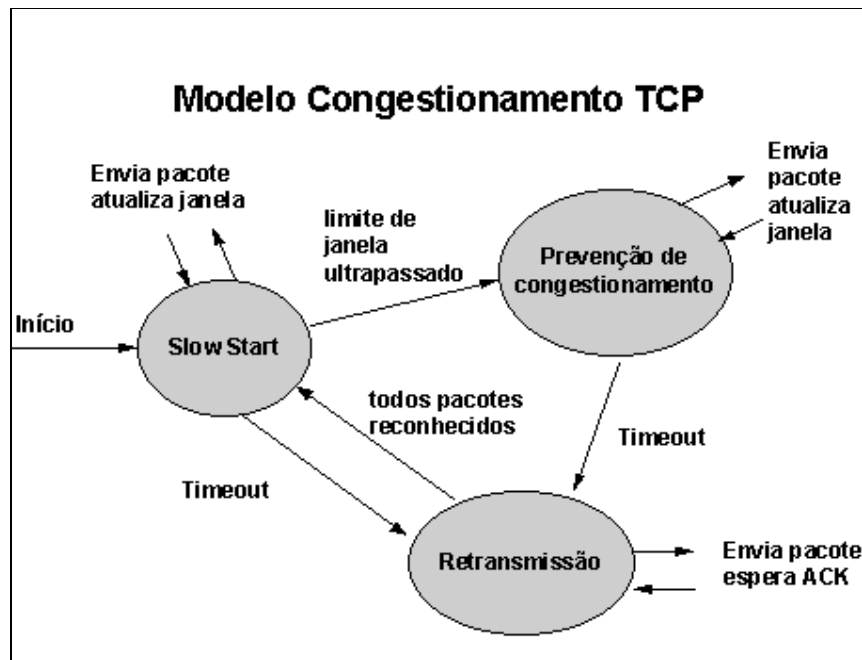 Modelo Congestionamento TCP
Envia pacote
atualiza janela
limite de
janela
ultrapassado
Envia
pacote
atualiza
janela
Prevenção de
congestionamento
Início
Slow Start
todos pacotes
reconhecidos
Timeout
Timeout
Retransmissão
Envia pacote
espera ACK